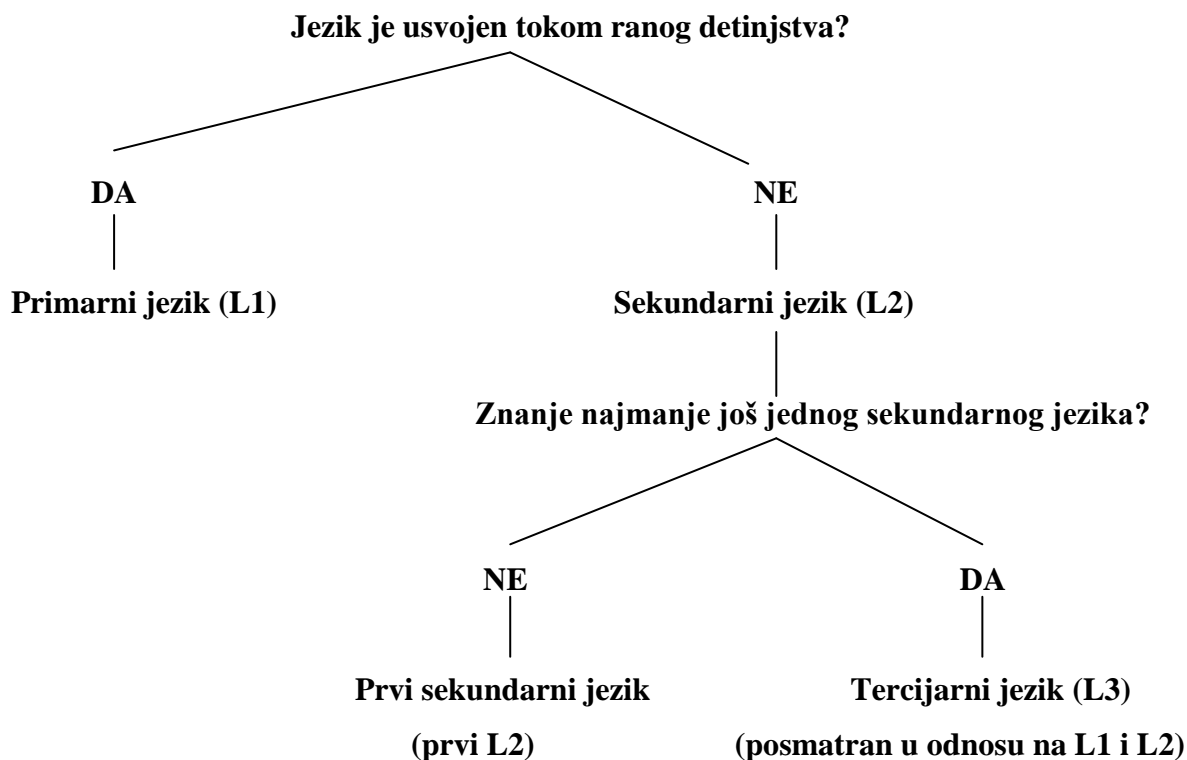 Jezik je usvojen tokom ranog detinjstva?
DA
NE
Primarni jezik (L1)
Sekundarni jezik (L2)
Znanje najmanje još jednog sekundarnog jezika?
NE
DA
Prvi sekundarni jezik
(prvi L2)
Tercijarni jezik (L3)
(posmatran u odnosu na L1 i L2)